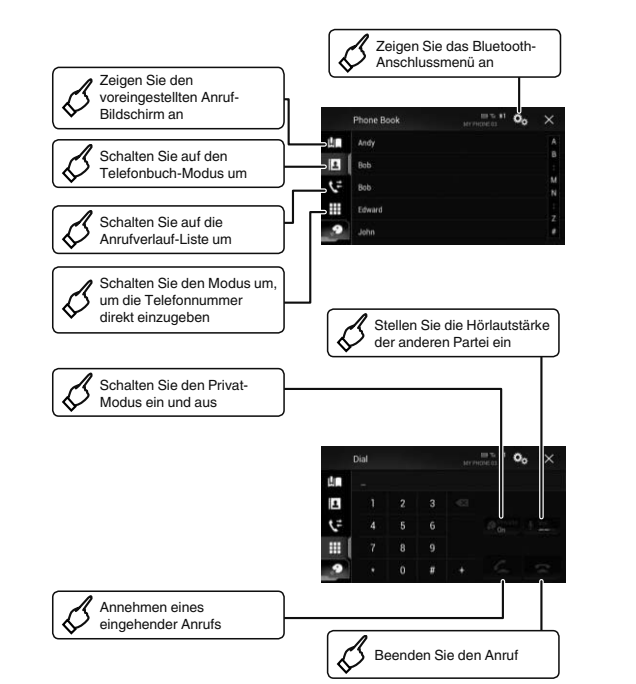 Zeigen Sie das Bluetooth-
Anschlussmenü an
Zeigen Sie den
voreingestellten Anruf-
Bildschirm an
Schalten Sie auf den
Telefonbuch-Modus um
Schalten Sie auf die
Anrufverlauf-Liste um
Schalten Sie den Modus um,
um die Telefonnummer
direkt einzugeben
Phone Book
MY PHONE 03
Andy
Bob
Bob
Edward
John
A
B
:
M
N
:
Z
#
Stellen Sie die Hörlautstärke
der anderen Partei ein
Schalten Sie den Privat-
Modus ein und aus
Dial
MY PHONE 03
_
1 2 3
4 5 6
7 8 9
* 0 # +
On
Annehmen eines
eingehender Anrufs
Beenden Sie den Anruf